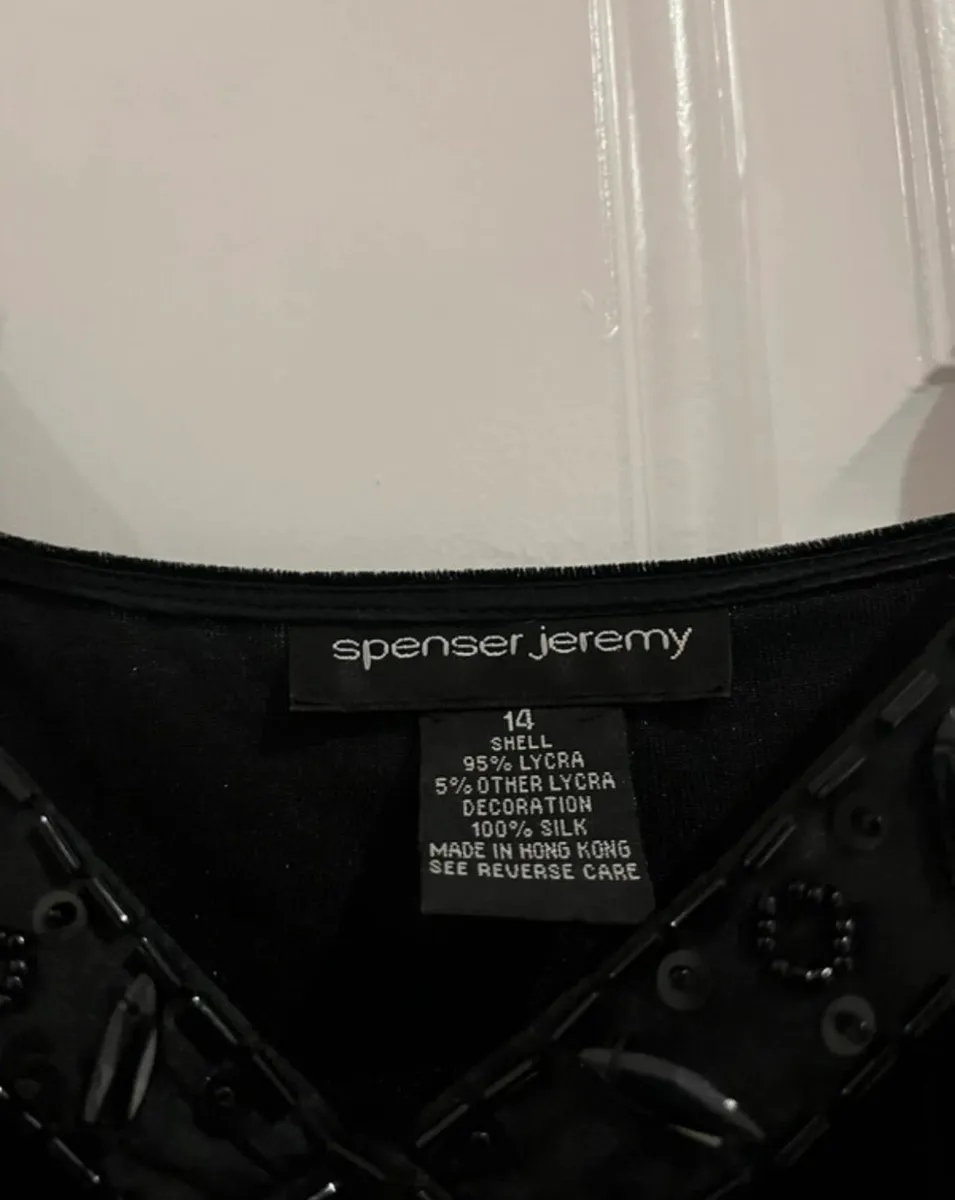 spenser jeremy
14
SHELL
95% LYCRA
5% OTHER LYCRA
DECORATION
100% SILK
MADE IN HONG KONG
SEE REVERSE CARE